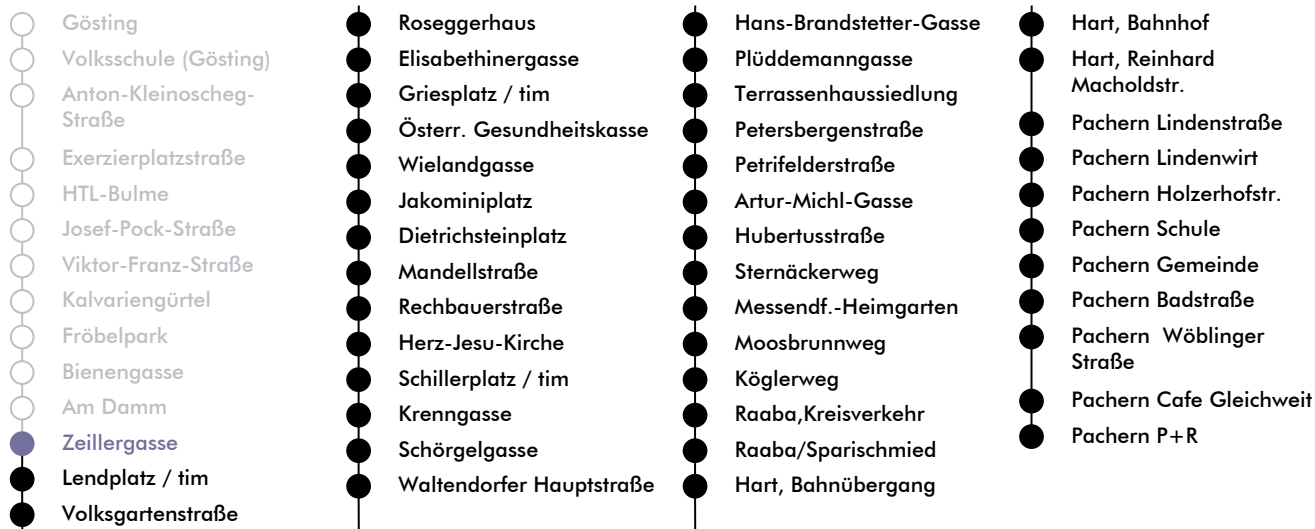 Gösting
Volksschule (Gösting)
Anton-Kleinoscheg-
Straße
Exerzierplatzstraße
HTL-Bulme
Josef-Pock-Straße
Viktor-Franz-Straße
Kalvariengürtel
Fröbelpark
Bienengasse
Am Damm
Zeillergasse
Lendplatz / tim
Volksgartenstraße
Roseggerhaus
Elisabethinergasse
Griesplatz / tim
Österr. Gesundheitskasse
Wielandgasse
Jakominiplatz
Dietrichsteinplatz
Mandellstraße
Rechbauerstraße
Herz-Jesu-Kirche
Schillerplatz / tim
Krenngasse
Schörgelgasse
Waltendorfer Hauptstraße
Hans-Brandstetter-Gasse
Plüddemanngasse
Terrassenhaussiedlung
Petersbergenstraße
Petrifelderstraße
Artur-Michl-Gasse
Hubertusstraße
Sternäckerweg
Messendf.-Heimgarten
Moosbrunnweg
Köglerweg
Raaba,Kreisverkehr
Raaba/Sparischmied
Hart, Bahnübergang
Hart, Bahnhof
Hart, Reinhard
Macholdstr.
Pachern Lindenstraße
Pachern Lindenwirt
Pachern Holzerhofstr.
Pachern Schule
Pachern Gemeinde
Pachern Badstraße
Pachern  Wöblinger
Straße
Pachern Cafe Gleichweit
Pachern P+R